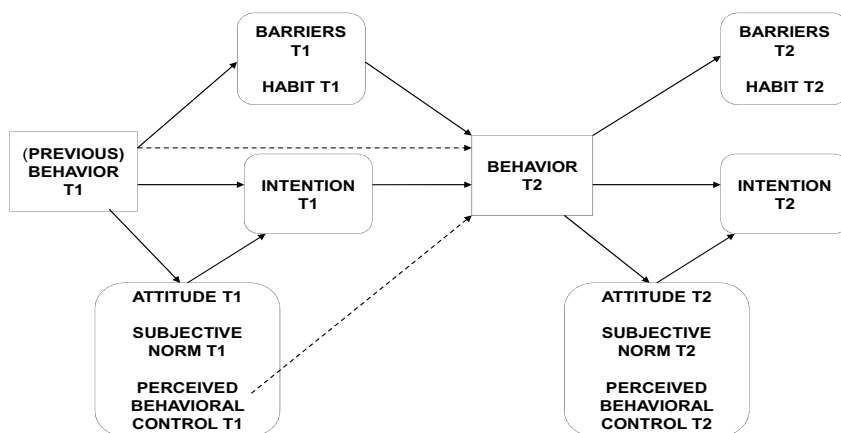 BARRIERS
T1
HABIT T1
BARRIERS
T2
HABIT T2
(PREVIOUS)
BEHAVIOR
T1
INTENTION
T1
BEHAVIOR
T2
INTENTION
T2
ATTITUDE T1
SUBJECTIVE
NORM T1
PERCEIVED
BEHAVIORAL
CONTROL T1
ATTITUDE T2
SUBJECTIVE
NORM T2
PERCEIVED
BEHAVIORAL
CONTROL T2